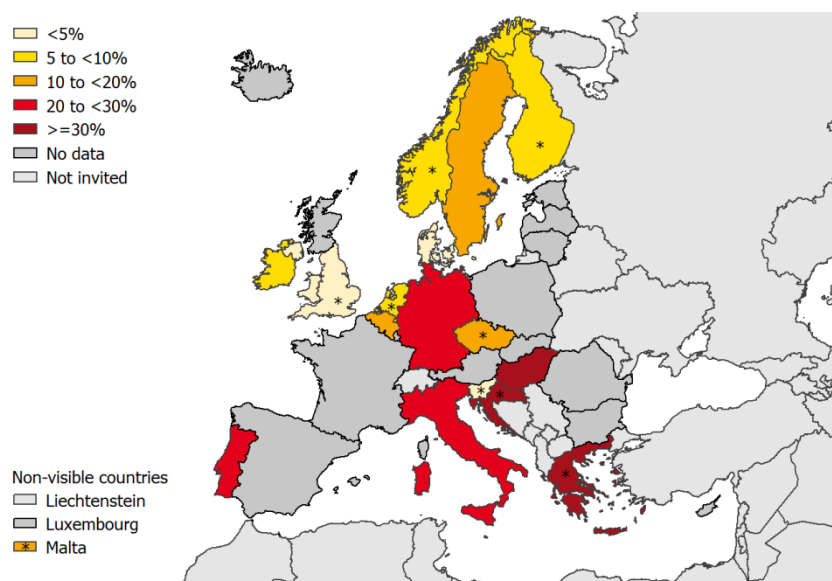 <5%
5 to <10%
10 to <20%
20 to <30%
>=30%
No data
Not invited
Non-visible countries
Liechtenstein
Luxembourg
* Malta